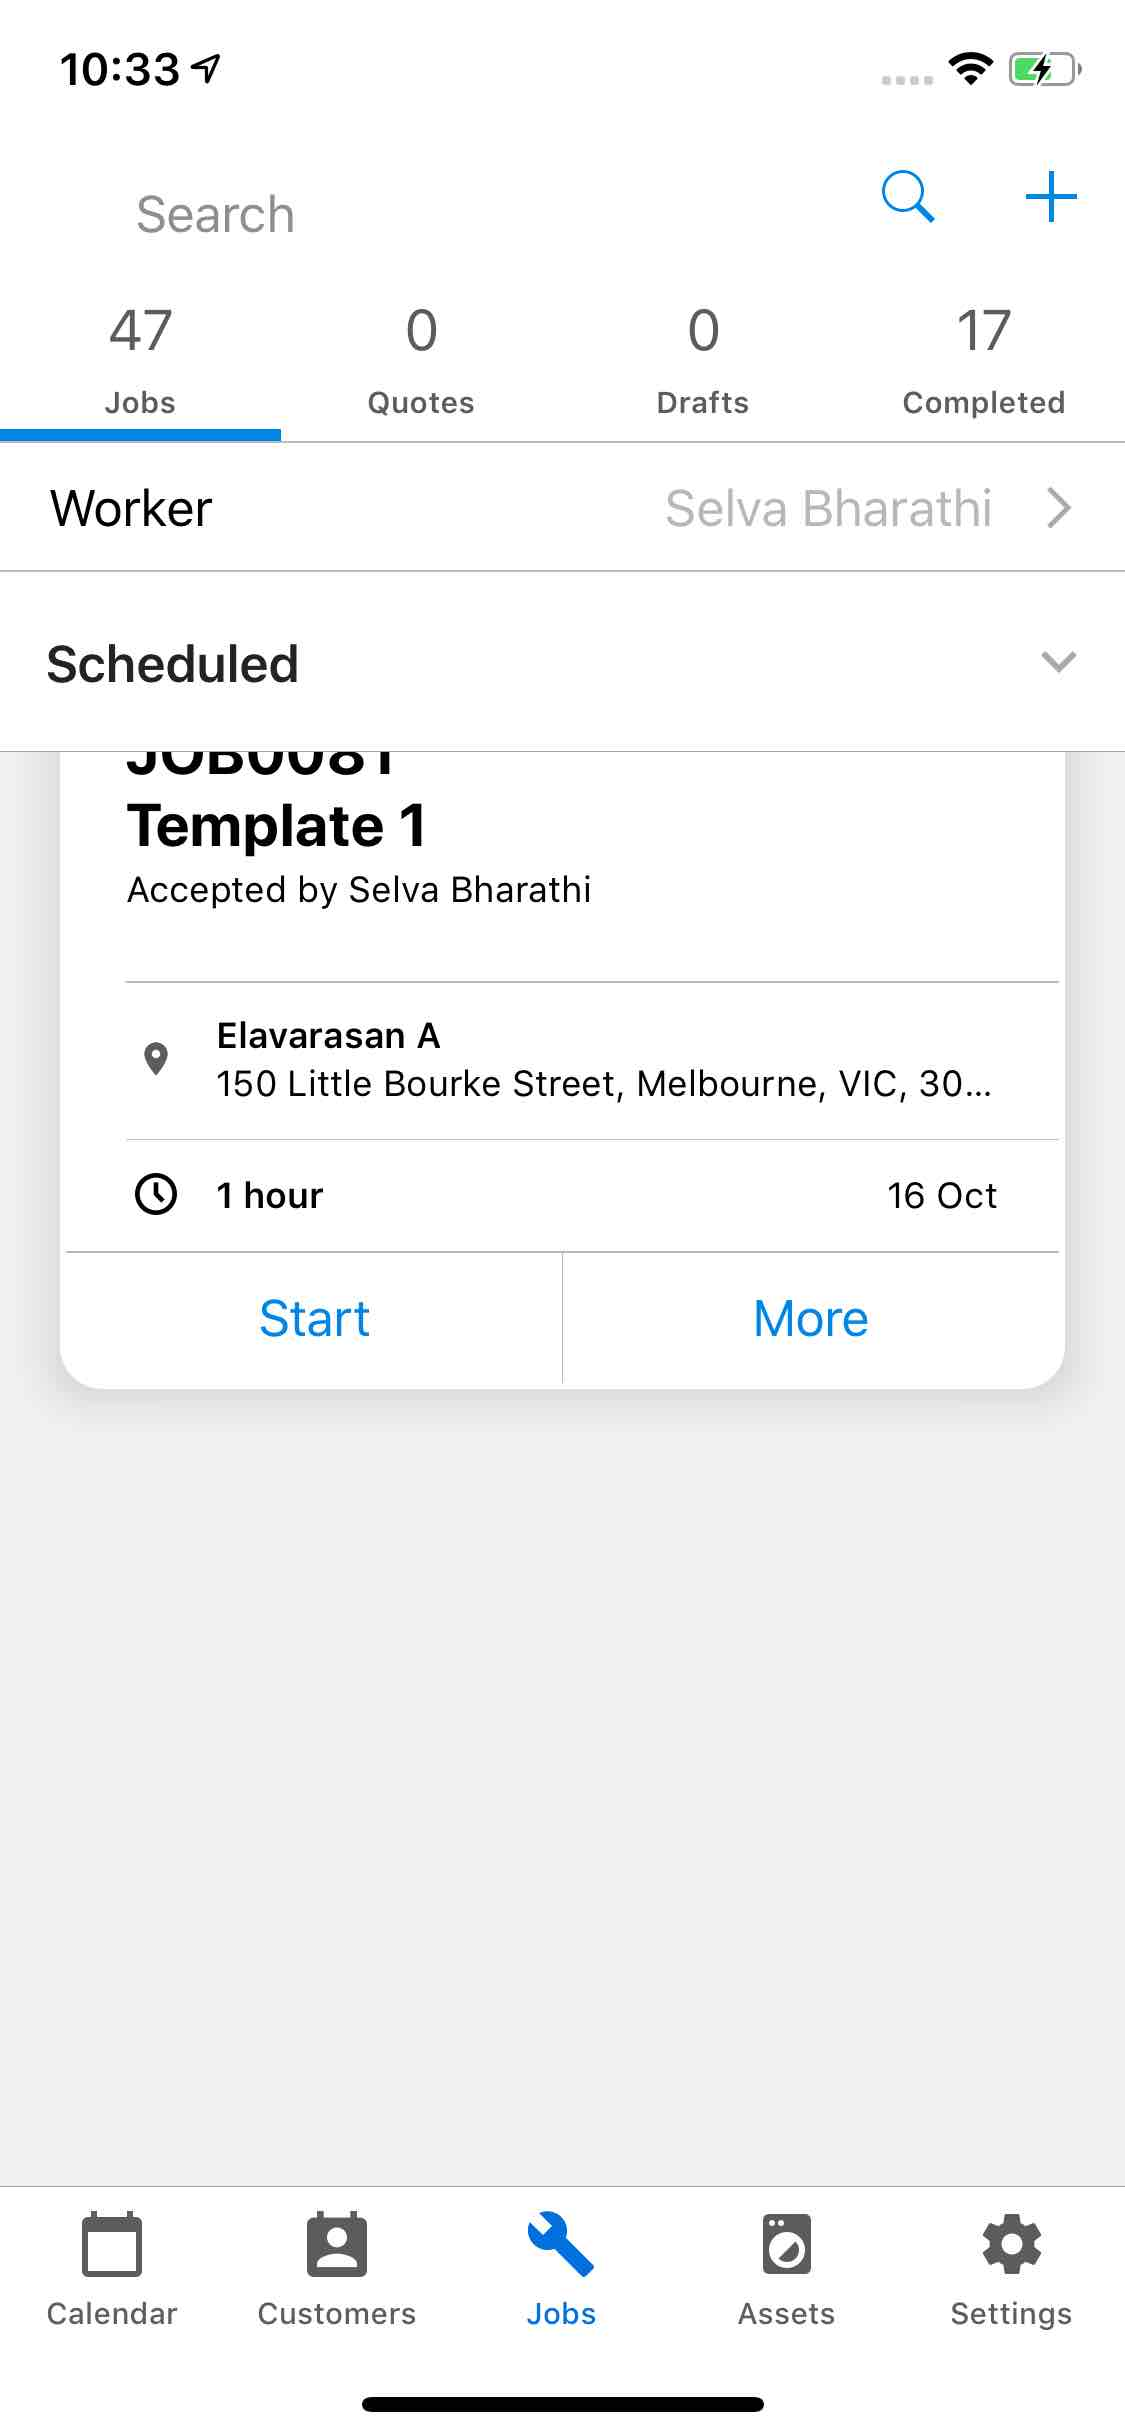 10:33
Search
47 0 0 17
Jobs Quotes Drafts Completed
Worker Selva Bharathi
Scheduled
JOB0081
Template 1
Accepted by Selva Bharathi
Elavarasan A
150 Little Bourke Street, Melbourne, VIC, 30...
1 hour 16 Oct
Start More
Calendar Customers Jobs Assets Settings